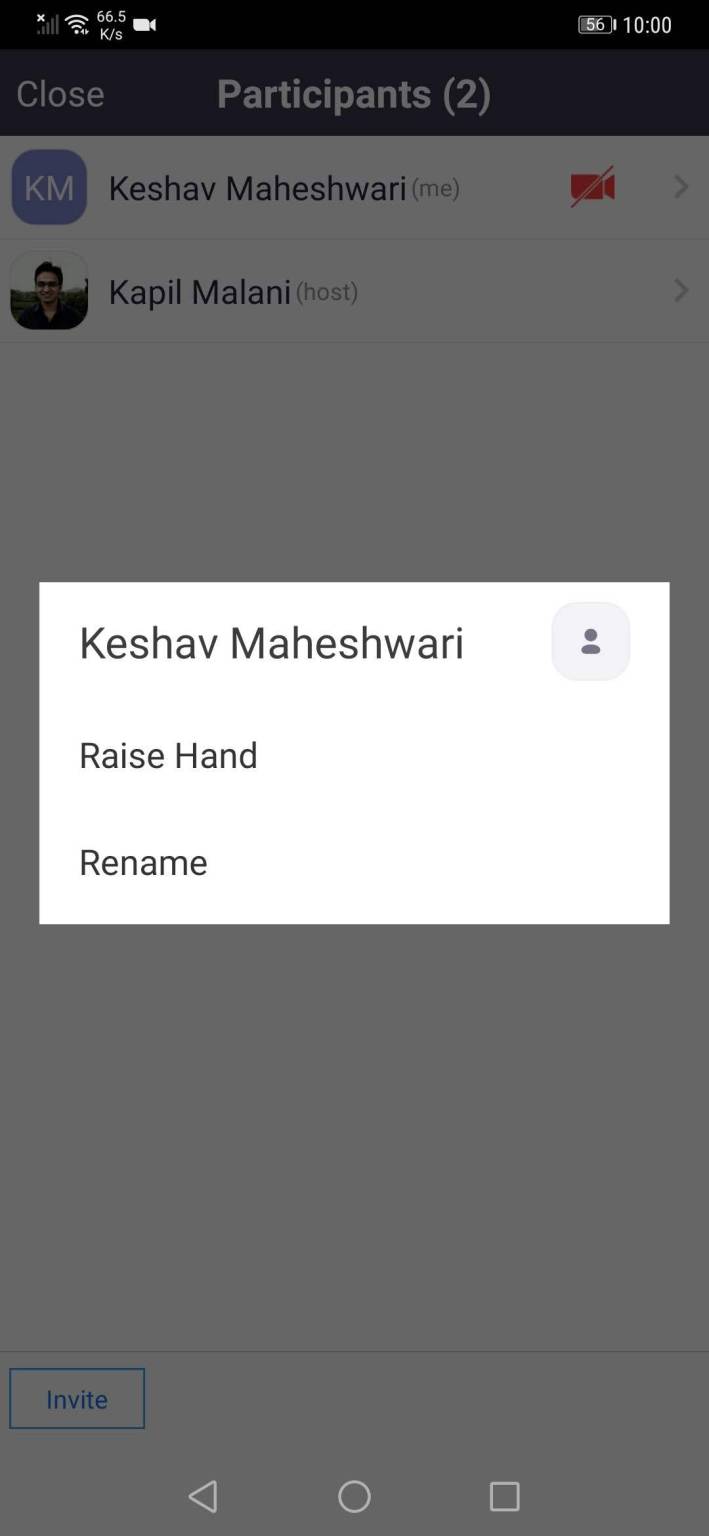 66.5
K/s
56 10:00
Close Participants (2)
KM Keshav Maheshwari (me)
Kapil Malani (host)
Keshav Maheshwari
Raise Hand
Rename
Invite